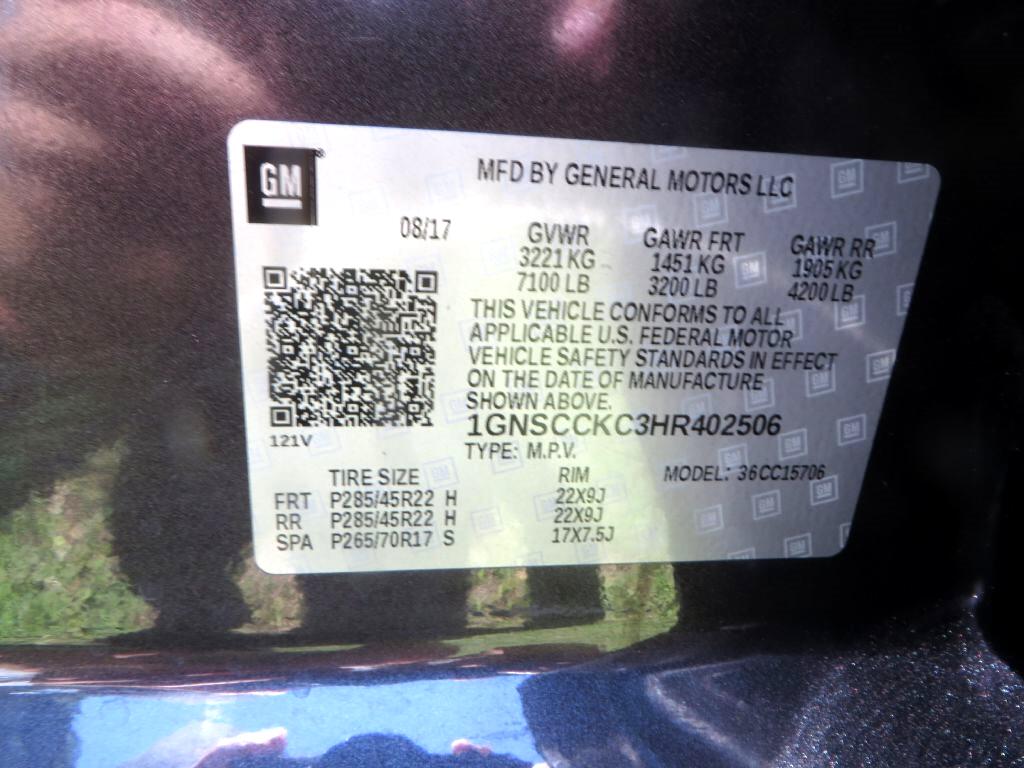 GM®
MFD BY GENERAL MOTORS LLC
08/17
GVWR GAWR FRT GAWR RR
3221 KG 1451 KG 1905 KG
7100 LB 3200 LB 4200 LB
THIS VEHICLE CONFORMS TO ALL
APPLICABLE U.S. FEDERAL MOTOR
VEHICLE SAFETY STANDARDS IN EFFECT
ON THE DATE OF MANUFACTURE
SHOWN ABOVE.
1GNSCCKC3HR402506
121V
TYPE: M.P.V.
TIRE SIZE RIM MODEL: 36CC15706
FRT P285/45R22 H 22X9J
RR P285/45R22 H 22X9J
SPA P265/70R17 S 17X7.5J